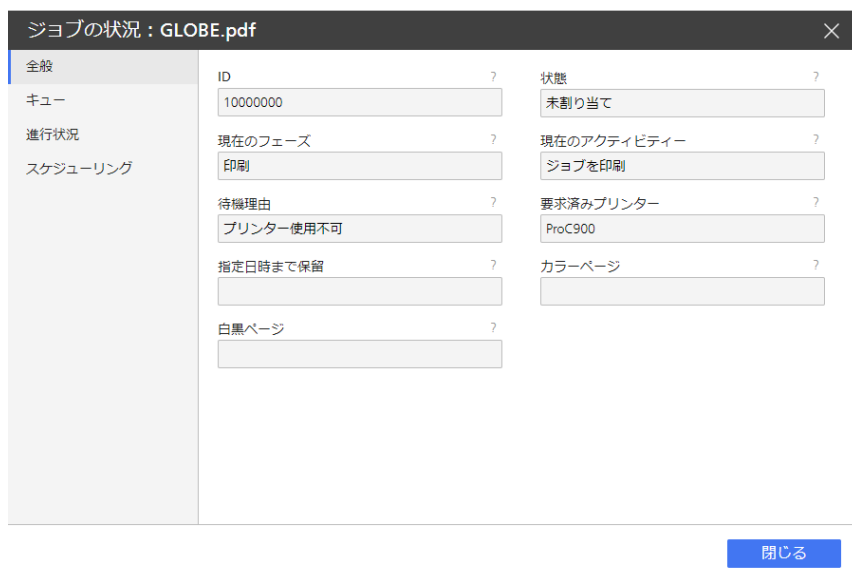 ジョブの状況：GLOBE.pdf
全般
キュー
進行状況
スケジューリング
ID ?
10000000
状態 ?
未割り当て
現在のフェーズ ?
印刷
現在のアクティビティー ?
ジョブを印刷
待機理由 ?
プリンター使用不可
要求済みプリンター ?
ProC900
指定日時まで保留 ?
カラーページ ?
白黒ページ ?
閉じる